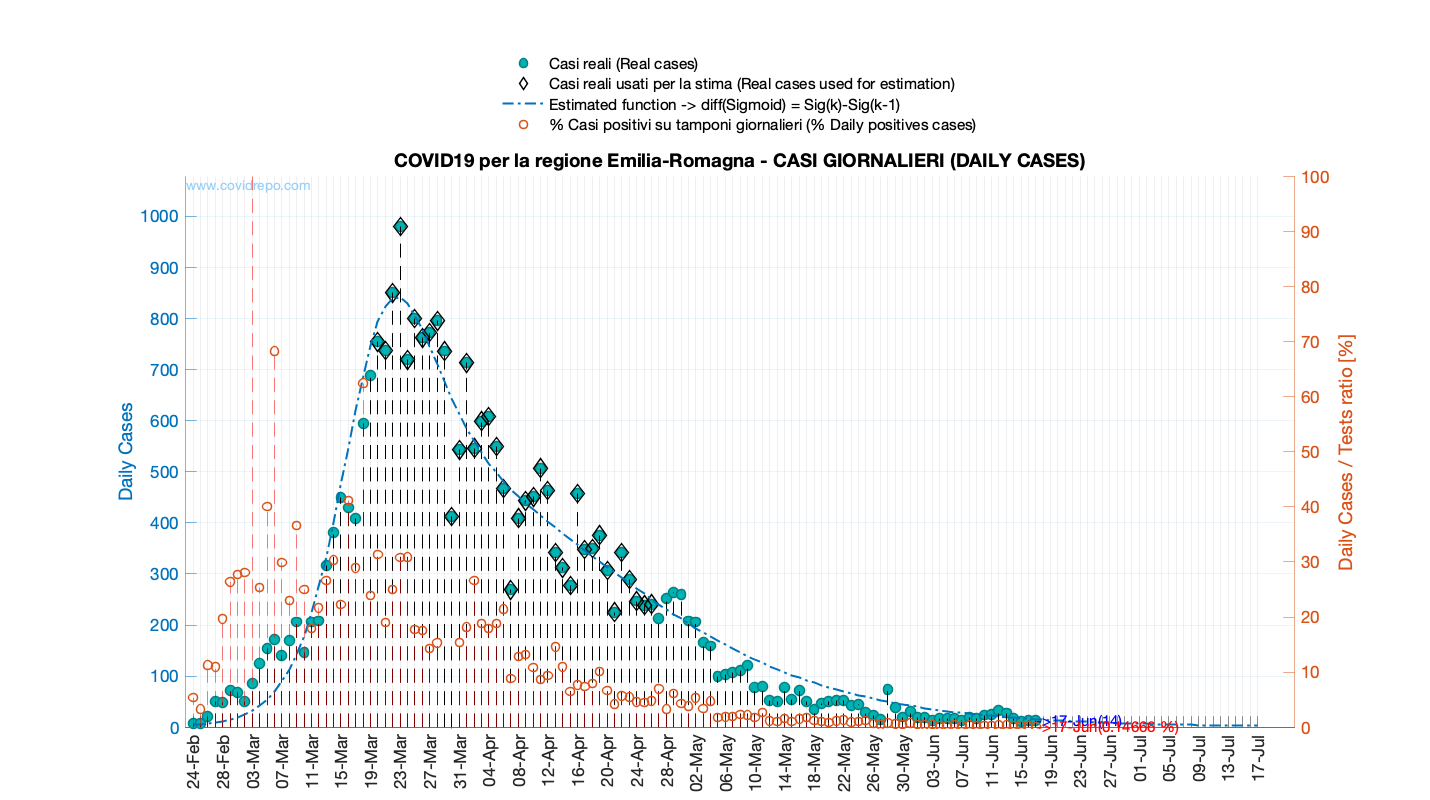 Casi reali (Real cases)
Casi reali usati per la stima (Real cases used for estimation)
Estimated function -> diff(Sigmoid) = Sig(k)-Sig(k-1)
% Casi positivi su tamponi giornalieri (% Daily positives cases)
COVID19 per la regione Emilia-Romagna - CASI GIORNALIERI (DAILY CASES)
www.covidrepo.com
Daily Cases
1000
900
800
700
600
500
400
300
200
100
0
100
90
80
70
60
50
40
30
20
10
0
Daily Cases / Tests ratio [%]
->17-Jun(14)
->17-Jun(0.14666 %)
24-Feb
28-Feb
03-Mar
07-Mar
11-Mar
15-Mar
19-Mar
23-Mar
27-Mar
31-Mar
04-Apr
08-Apr
12-Apr
16-Apr
20-Apr
24-Apr
28-Apr
02-May
06-May
10-May
14-May
18-May
22-May
26-May
30-May
03-Jun
07-Jun
11-Jun
15-Jun
19-Jun
23-Jun
27-Jun
01-Jul
05-Jul
09-Jul
13-Jul
17-Jul